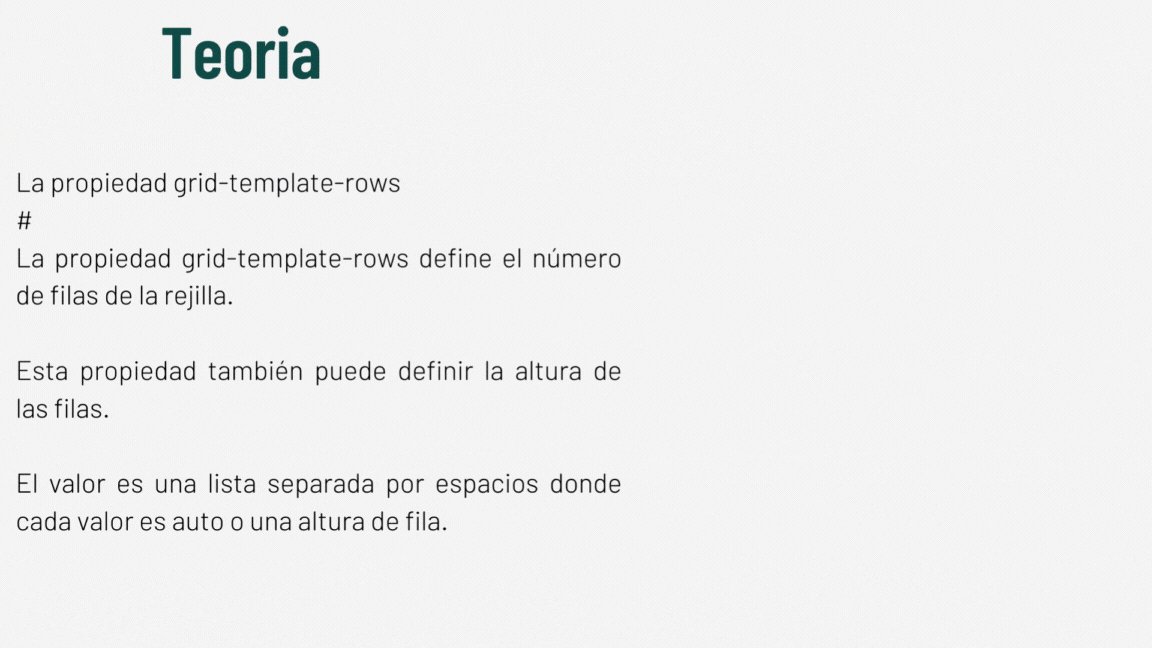 Teoria
La propiedad grid-template-rows
#
La propiedad grid-template-rows define el número
de filas de la rejilla.
Esta propiedad también puede definir la altura de
las filas.
El valor es una lista separada por espacios donde
cada valor es auto o una altura de fila.